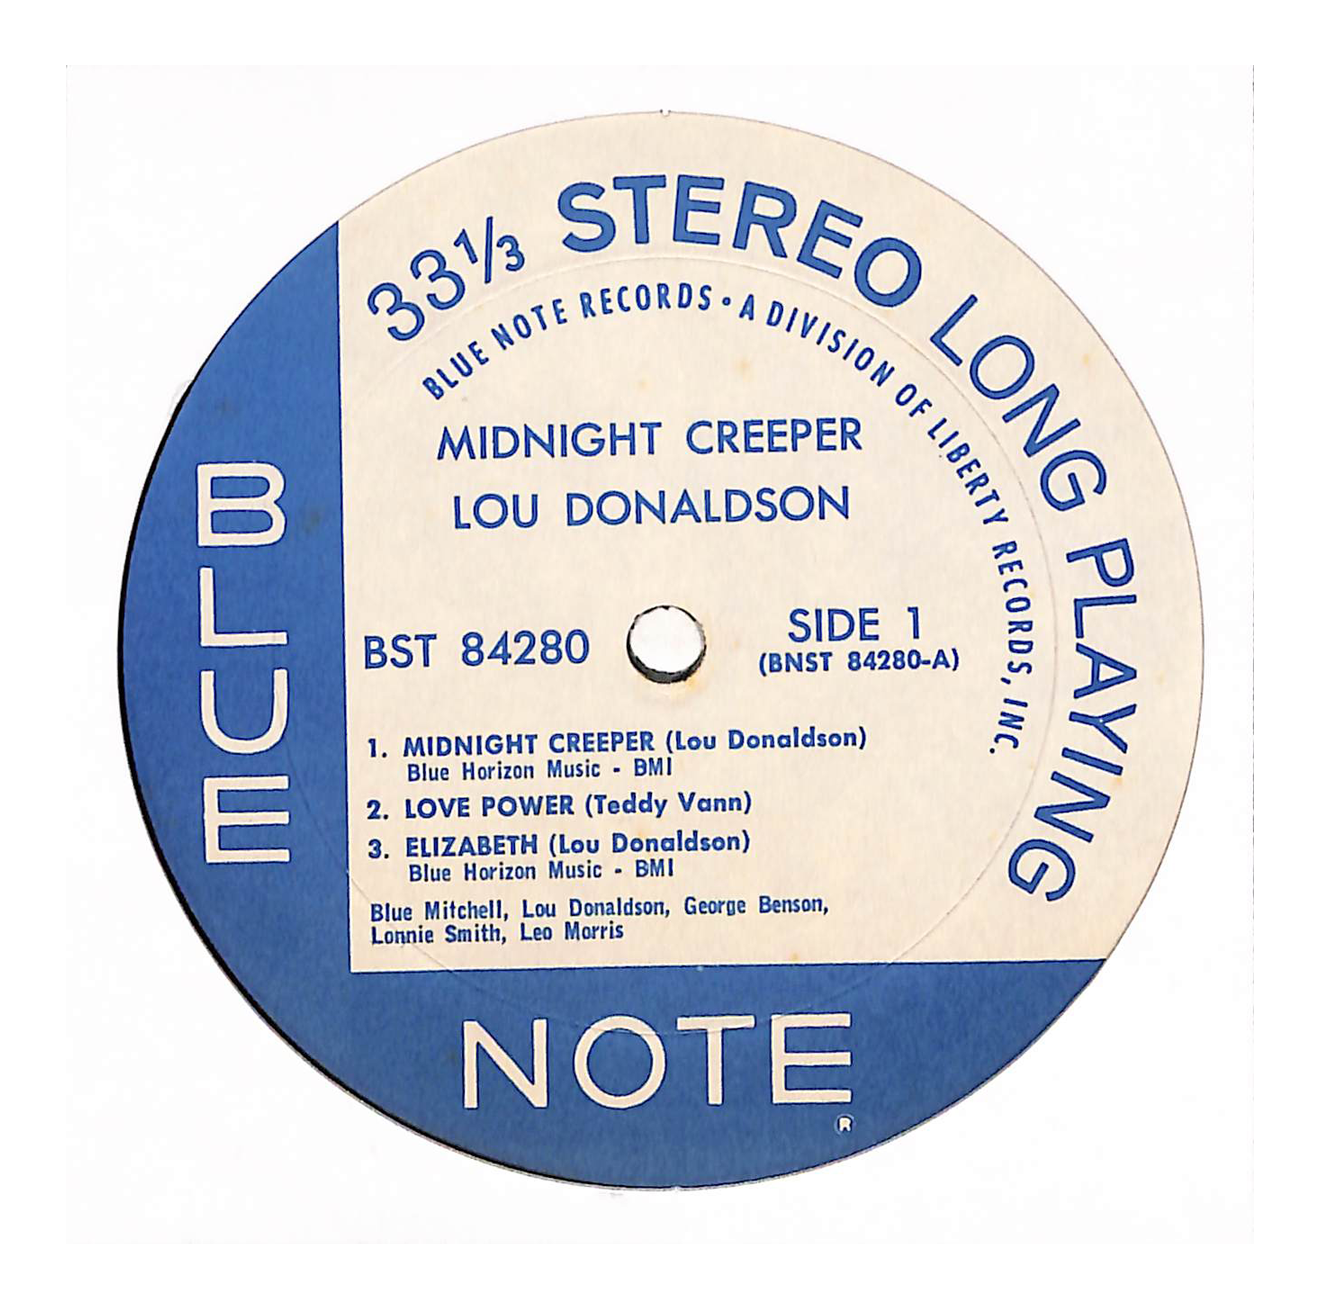 33 1/3 STEREO LONG PLAYING
BLUE NOTE RECORDS • A DIVISION OF LIBERTY RECORDS, INC.
MIDNIGHT CREEPER
LOU DONALDSON
BST 84280
SIDE 1
(BNST 84280-A)
1. MIDNIGHT CREEPER (Lou Donaldson)
Blue Horizon Music - BMI
2. LOVE POWER (Teddy Vann)
3. ELIZABETH (Lou Donaldson)
Blue Horizon Music - BMI
Blue Mitchell, Lou Donaldson, George Benson,
Lonnie Smith, Leo Morris
BLUE
NOTE
®